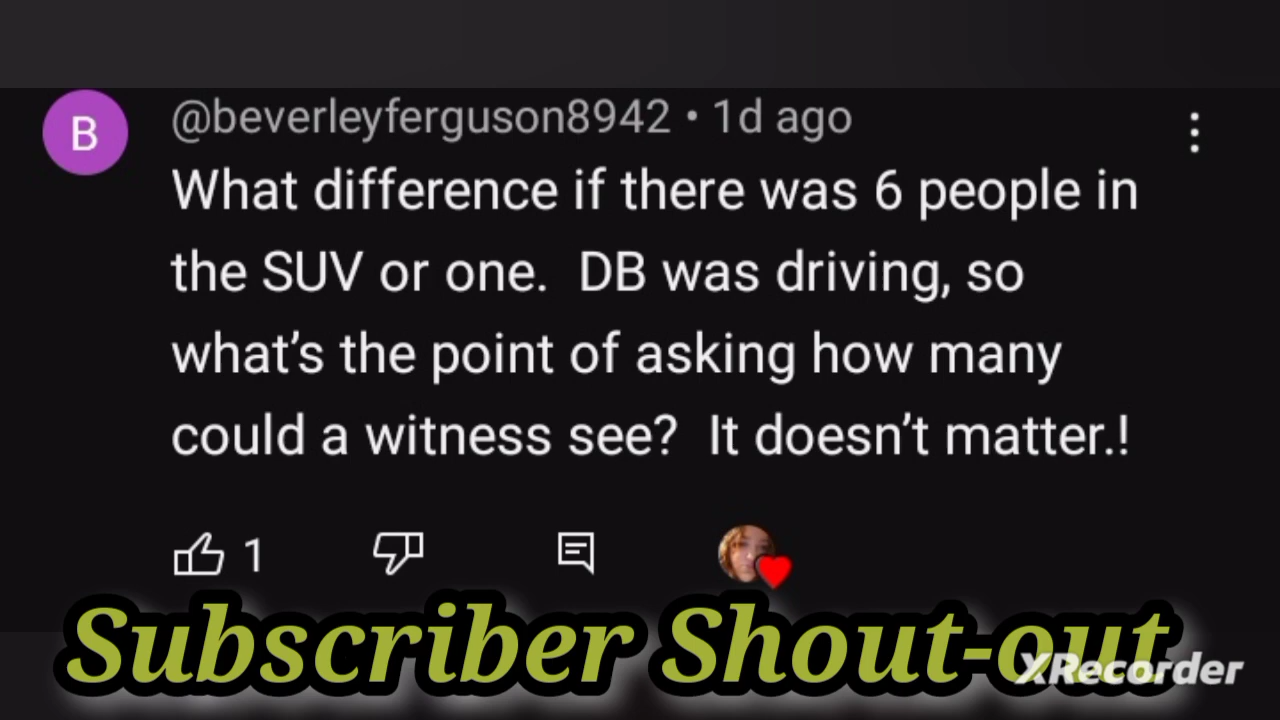 B
@beverleyferguson8942 • 1d ago
What difference if there was 6 people in
the SUV or one.  DB was driving, so
what’s the point of asking how many
could a witness see?  It doesn’t matter.!
1
Subscriber Shout-out
XRecorder